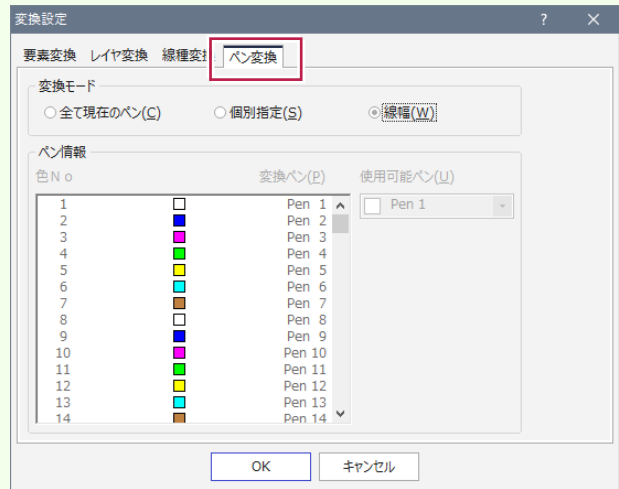 変換設定 ? ×
要素変換 レイヤ変換 線種変 ペン変換
変換モード
全て現在のペン(C) 個別指定(S) 線幅(W)
ペン情報
色No 変換ペン(P) 使用可能ペン(U)
1 Pen 1 Pen 1
2 Pen 2
3 Pen 3
4 Pen 4
5 Pen 5
6 Pen 6
7 Pen 7
8 Pen 8
9 Pen 9
10 Pen 10
11 Pen 11
12 Pen 12
13 Pen 13
14 Pen 14
OK キャンセル